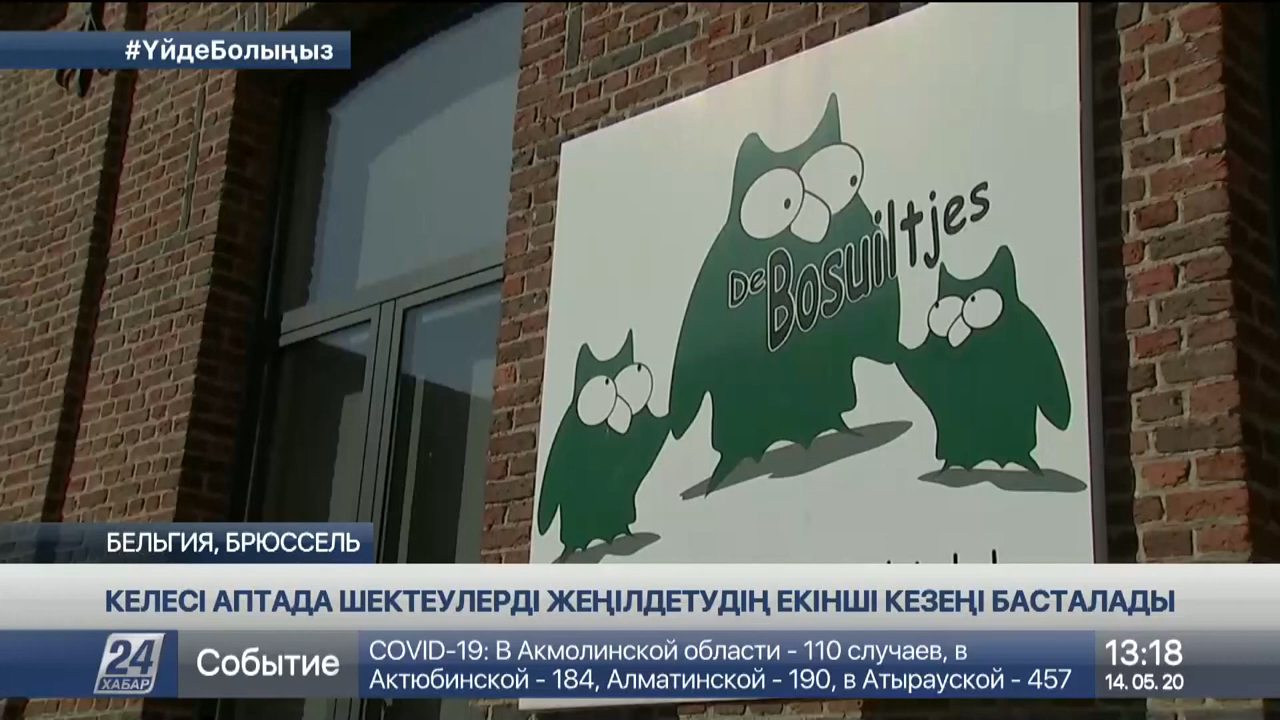 #ҮйдеБолыңыз
De Bosuiltjes
БЕЛЬГИЯ, БРЮССЕЛЬ
КЕЛЕСІ АПТАДА ШЕКТЕУЛЕРДІ ЖЕҢІЛДЕТУДІҢ ЕКІНШІ КЕЗЕҢІ БАСТАЛАДЫ
24
ХАБАР
Событие
COVID-19: В Акмолинской области - 110 случаев, в
Актюбинской - 184, Алматинской - 190, в Атырауской - 457
13:18
14. 05. 20